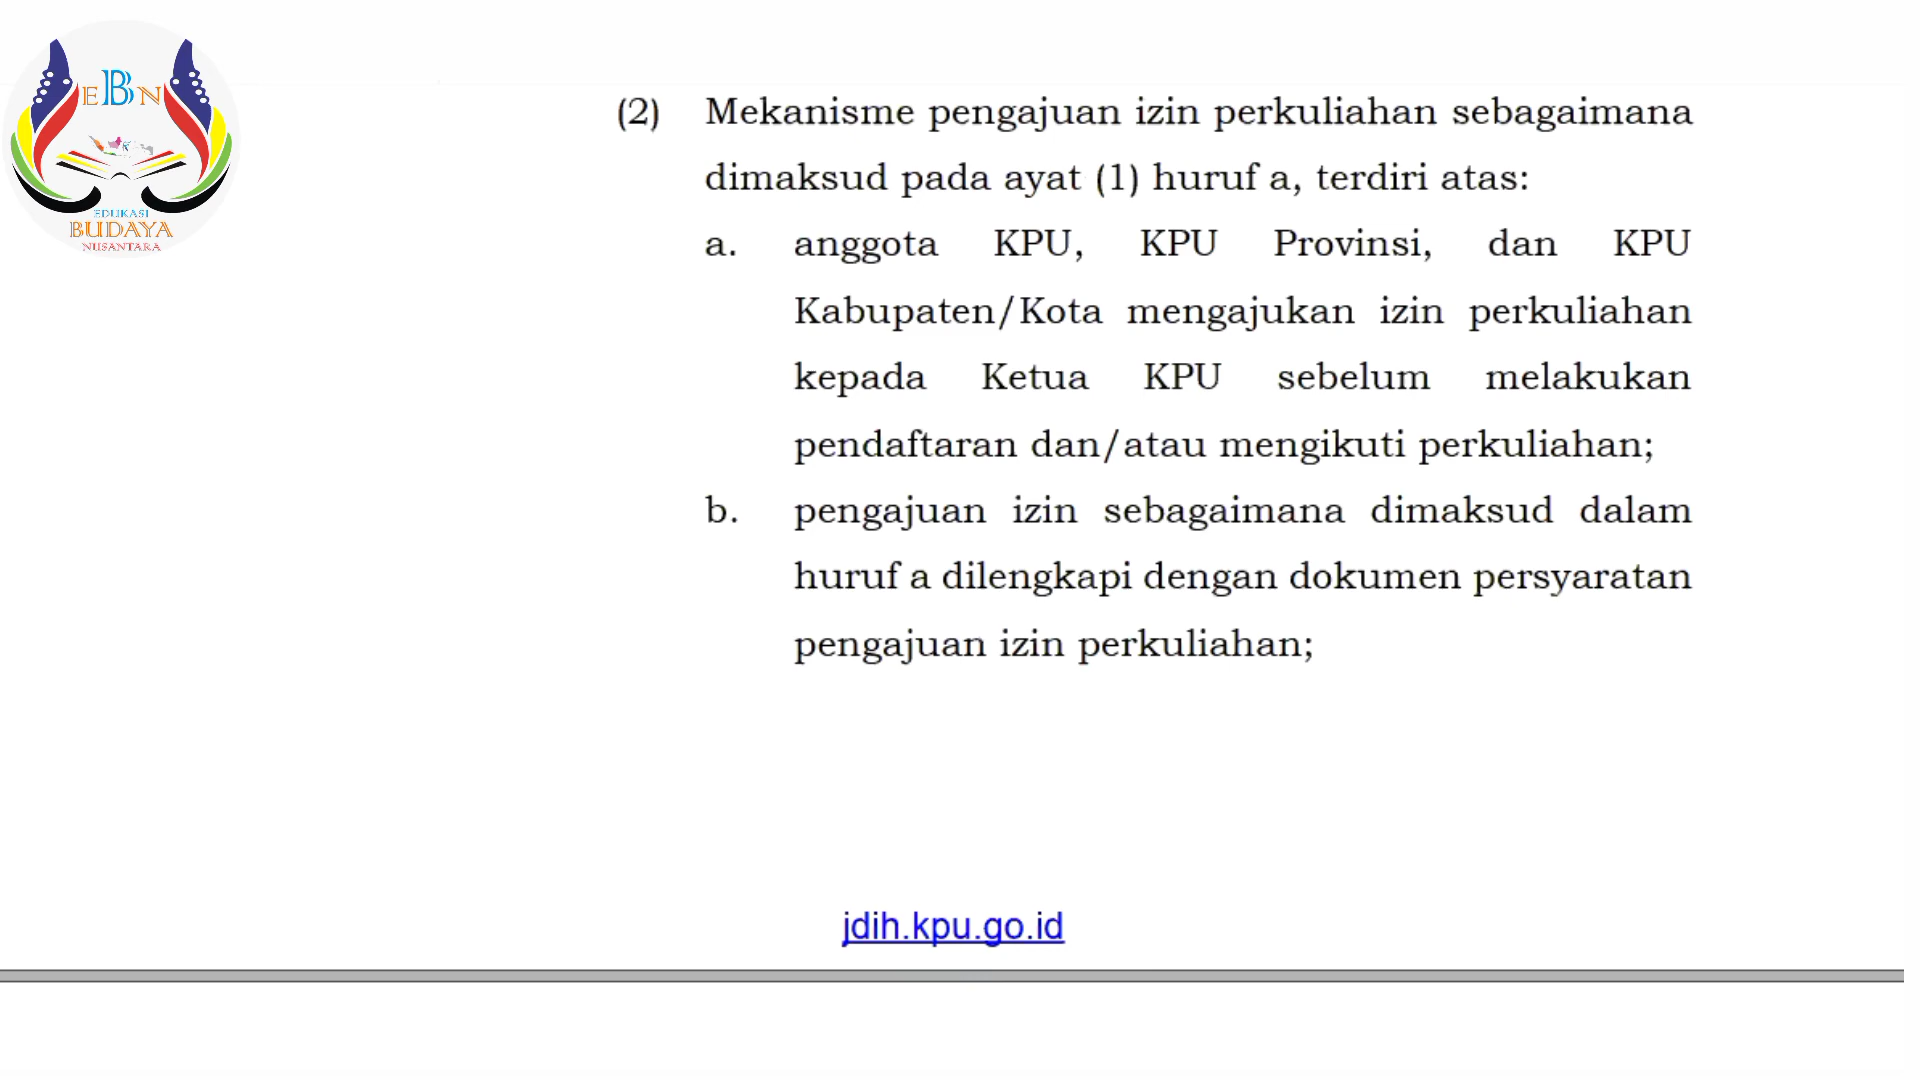 EBN
EDUKASI
BUDAYA
NUSANTARA
(2) Mekanisme pengajuan izin perkuliahan sebagaimana
dimaksud pada ayat (1) huruf a, terdiri atas:
a. anggota KPU, KPU Provinsi, dan KPU
Kabupaten/Kota mengajukan izin perkuliahan
kepada Ketua KPU sebelum melakukan
pendaftaran dan/atau mengikuti perkuliahan;
b. pengajuan izin sebagaimana dimaksud dalam
huruf a dilengkapi dengan dokumen persyaratan
pengajuan izin perkuliahan;
jdih.kpu.go.id